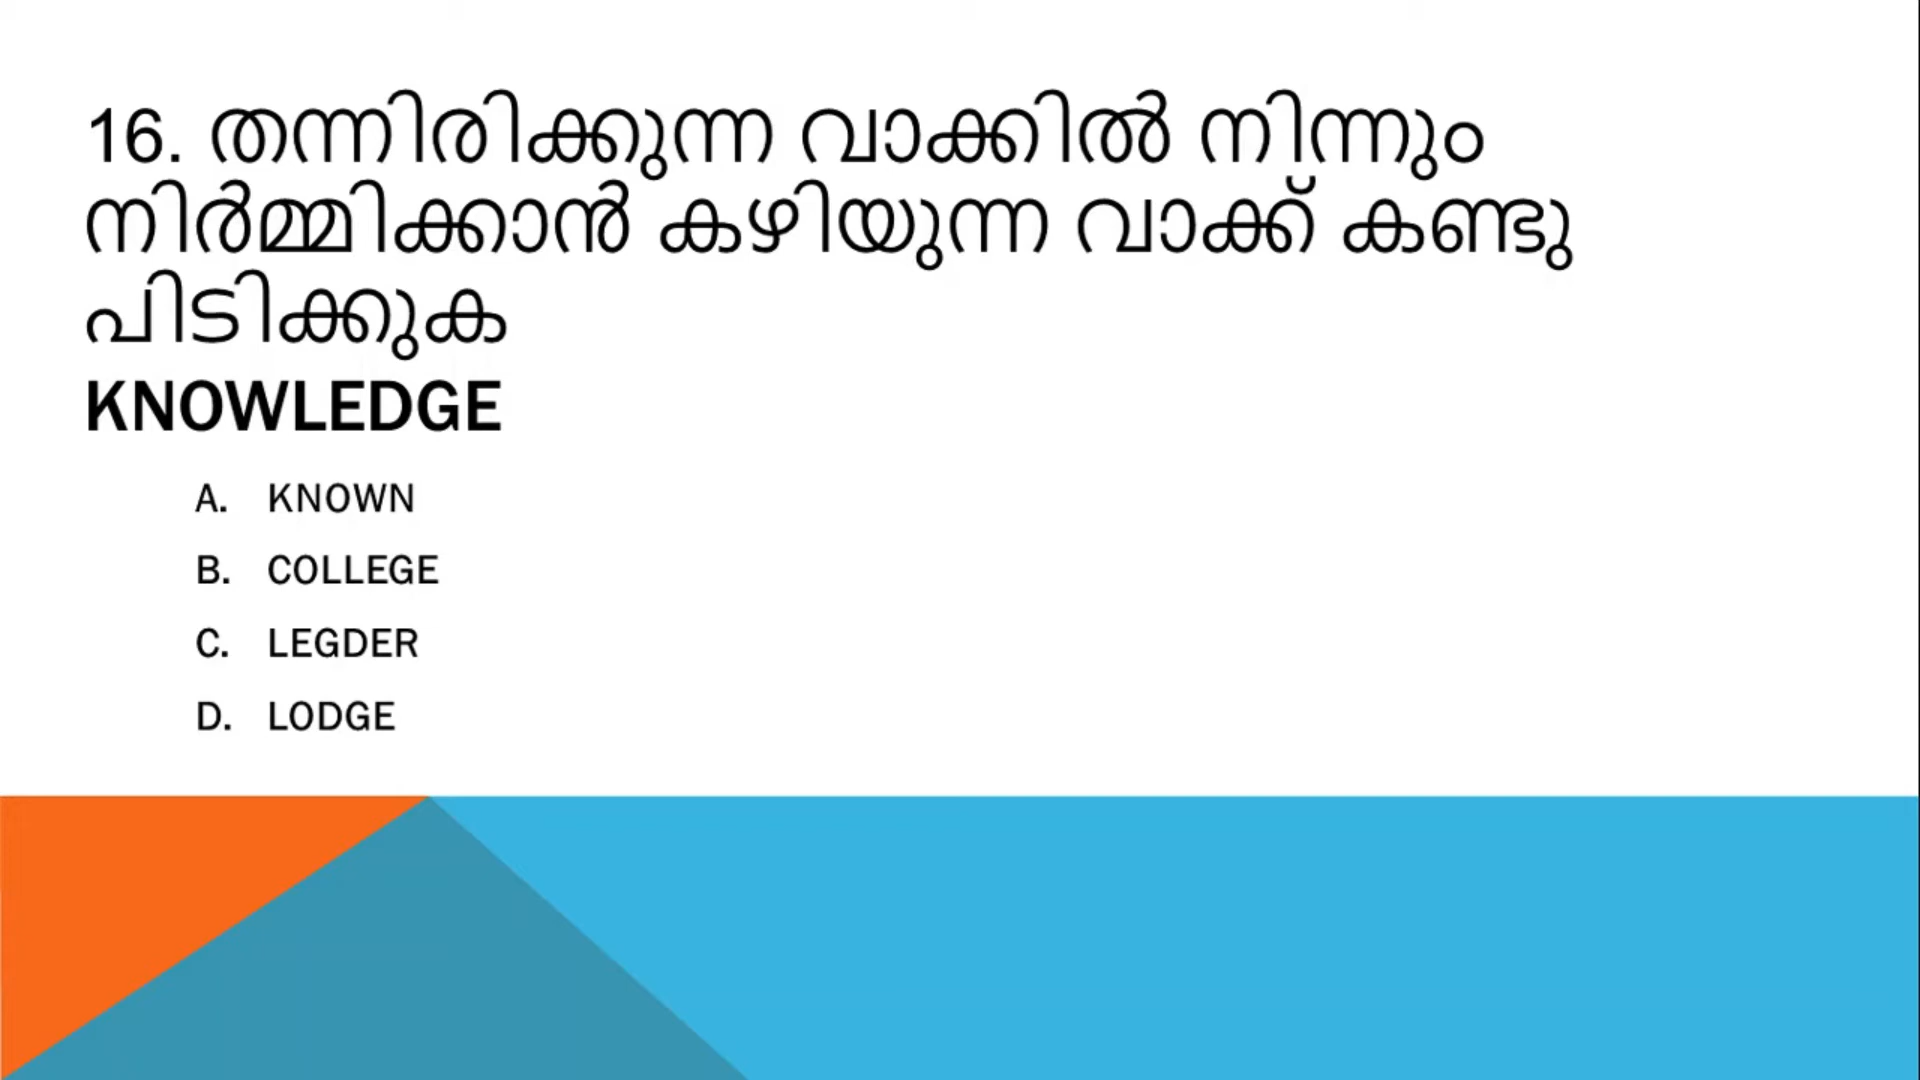 16. തന്നിരിക്കുന്ന വാക്കിൽ നിന്നും
നിർമ്മിക്കാൻ കഴിയുന്ന വാക്ക് കണ്ടു
പിടിക്കുക
KNOWLEDGE
A. KNOWN
B. COLLEGE
C. LEGDER
D. LODGE